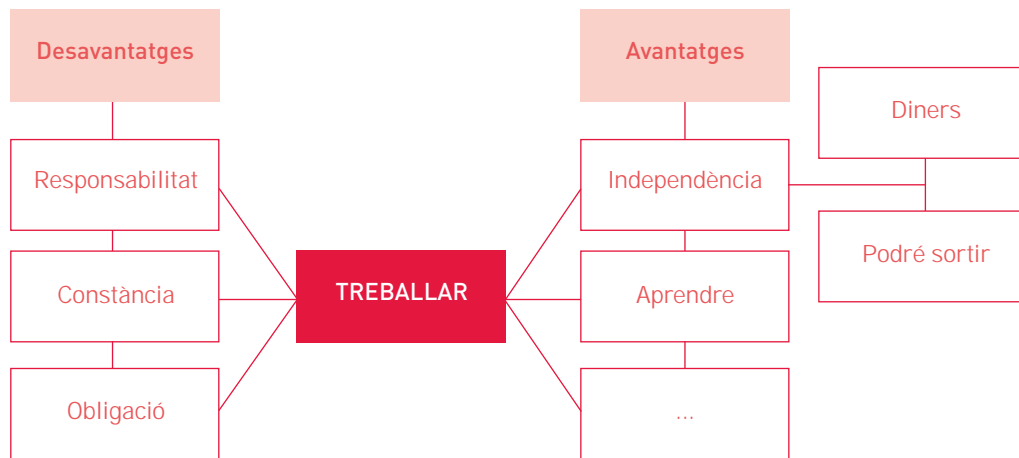 Desavantatges
Avantatges
Diners
Responsabilitat
Independència
Podré sortir
TREBALLAR
Constància
Aprendre
Obligació
...